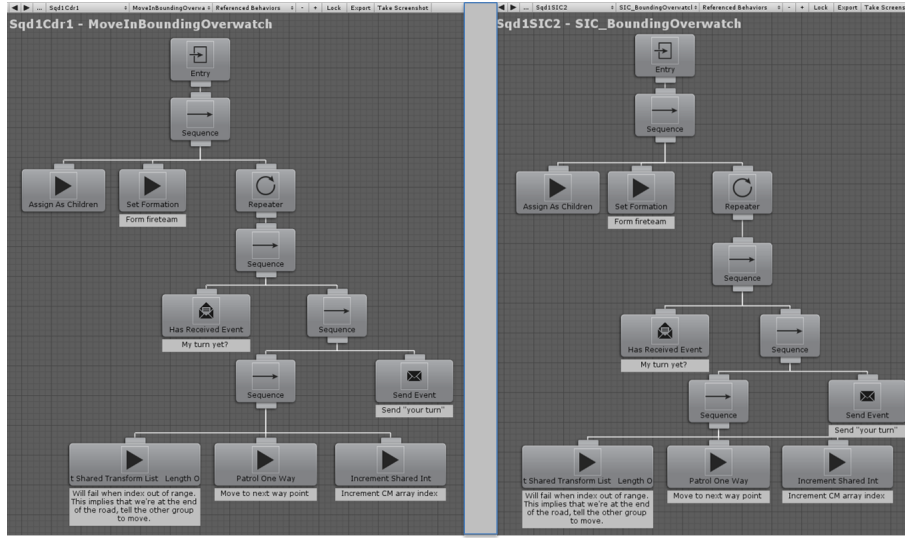 ... Sqd1Cdr1 MoveInBoundingOverwa Referenced Behaviors - + Lock Export Take Screenshot
Sqd1Cdr1 - MoveInBoundingOverwatch
Entry
Sequence
Assign As Children
Set Formation
Repeater
Form fireteam
Sequence
Has Received Event
Sequence
My turn yet?
Sequence
Send Event
Send "your turn"
t Shared Transform List Length O
Patrol One Way
Increment Shared Int
Will fail when index out of range.
This implies that we're at the end
of the road, tell the other group
to move.
Move to next way point
Increment CM array index
... Sqd1SIC2 SIC_BoundingOverwatcl Referenced Behaviors - + Lock Export Take Screens
Sqd1SIC2 - SIC_BoundingOverwatch
Entry
Sequence
Assign As Children
Set Formation
Repeater
Form fireteam
Sequence
Has Received Event
Sequence
My turn yet?
Sequence
Send Event
Send "your turn"
t Shared Transform List Length O
Patrol One Way
Increment Shared Int
Will fail when index out of range.
This implies that we're at the end
of the road, tell the other group
to move.
Move to next way point
Increment CM array index